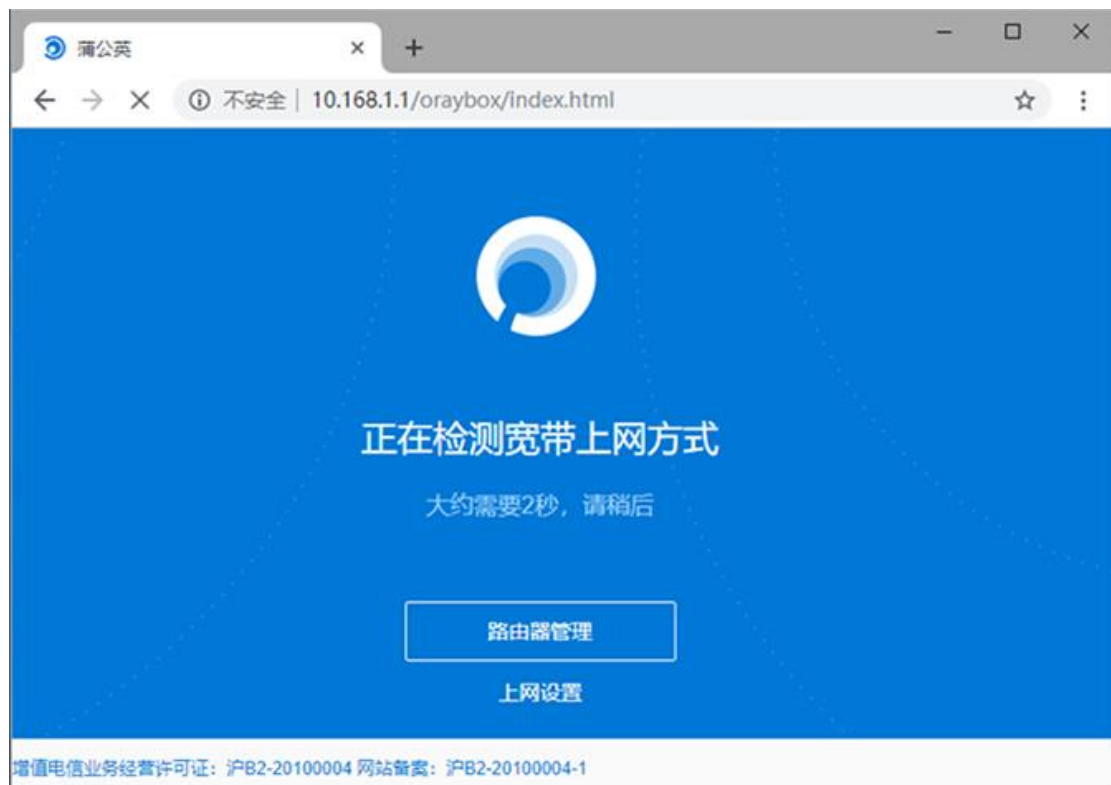 蒲公英
不安全 | 10.168.1.1/oraybox/index.html
正在检测宽带上网方式
大约需要2秒，请稍后
路由器管理
上网设置
增值电信业务经营许可证：沪B2-20100004 网站备案：沪B2-20100004-1